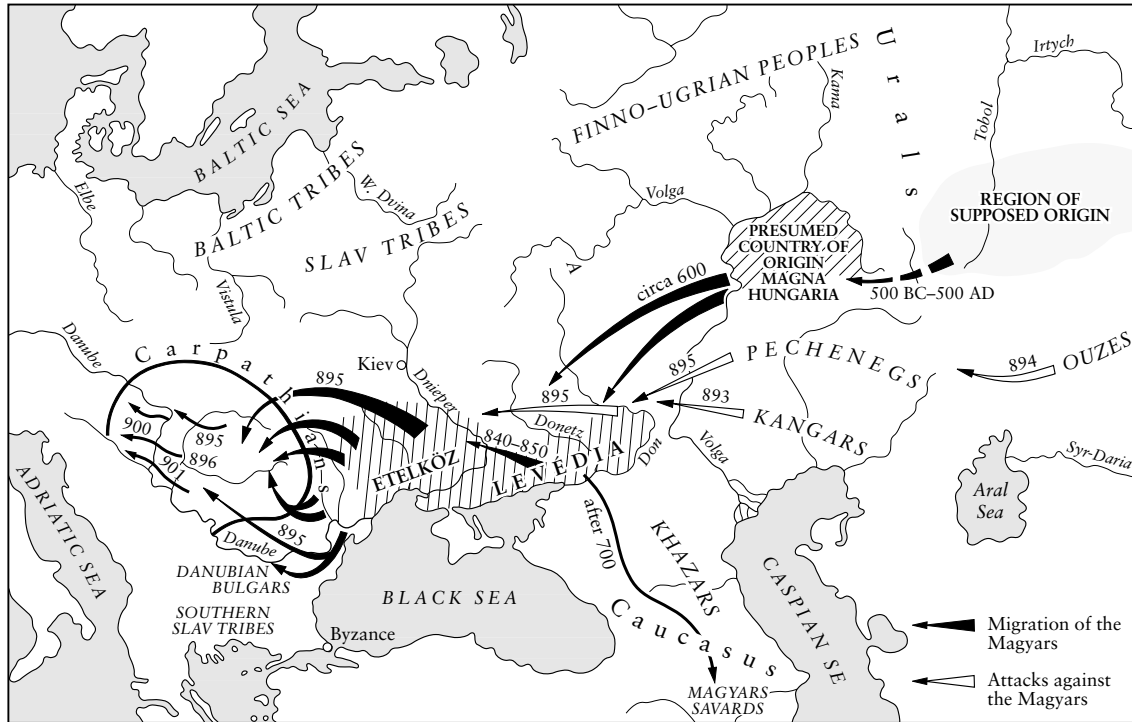 Urals
Irtych
FINNO–UGRIAN PEOPLES
Kama
Tobol
BALTIC SEA
Elbe
W. Dvina
BALTIC TRIBES
Volga
SLAV TRIBES
REGION OF
SUPPOSED ORIGIN
PRESUMED
COUNTRY OF
ORIGIN
MAGNA
HUNGARIA
A
circa 600
500 BC–500 AD
Vistula
Danube
Carpathians
Kiev
PECHENEGS
OUZES
894
895
895
Dnieper
895
893
KANGARS
900
895
Donetz
840–850
896
ETELKÖZ
LEVÉDIA
Don
Volga
Syr-Daria
907
Aral
Sea
ADRIATIC SEA
895
Danube
after 700
KHAZARS
DANUBIAN
BULGARS
BLACK SEA
CASPIAN SE
SOUTHERN
SLAV TRIBES
Caucasus
Byzance
MAGYARS
SAVARDS
Migration of the
Magyars
Attacks against
the Magyars